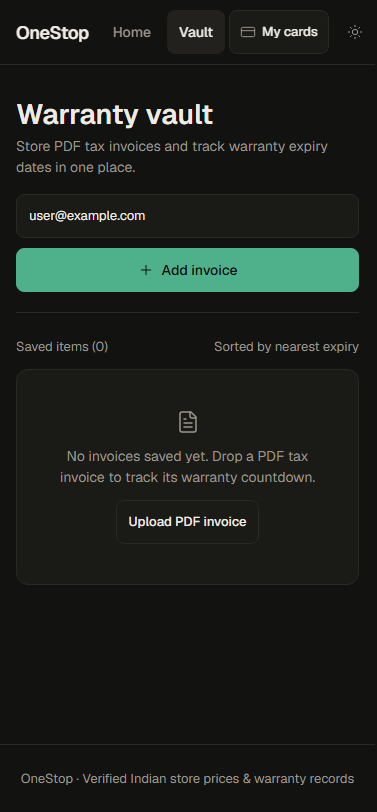 OneStop Home Vault My cards
Warranty vault
Store PDF tax invoices and track warranty expiry
dates in one place.
user@example.com
+ Add invoice
Saved items (0) Sorted by nearest expiry
No invoices saved yet. Drop a PDF tax
invoice to track its warranty countdown.
Upload PDF invoice
OneStop · Verified Indian store prices & warranty records